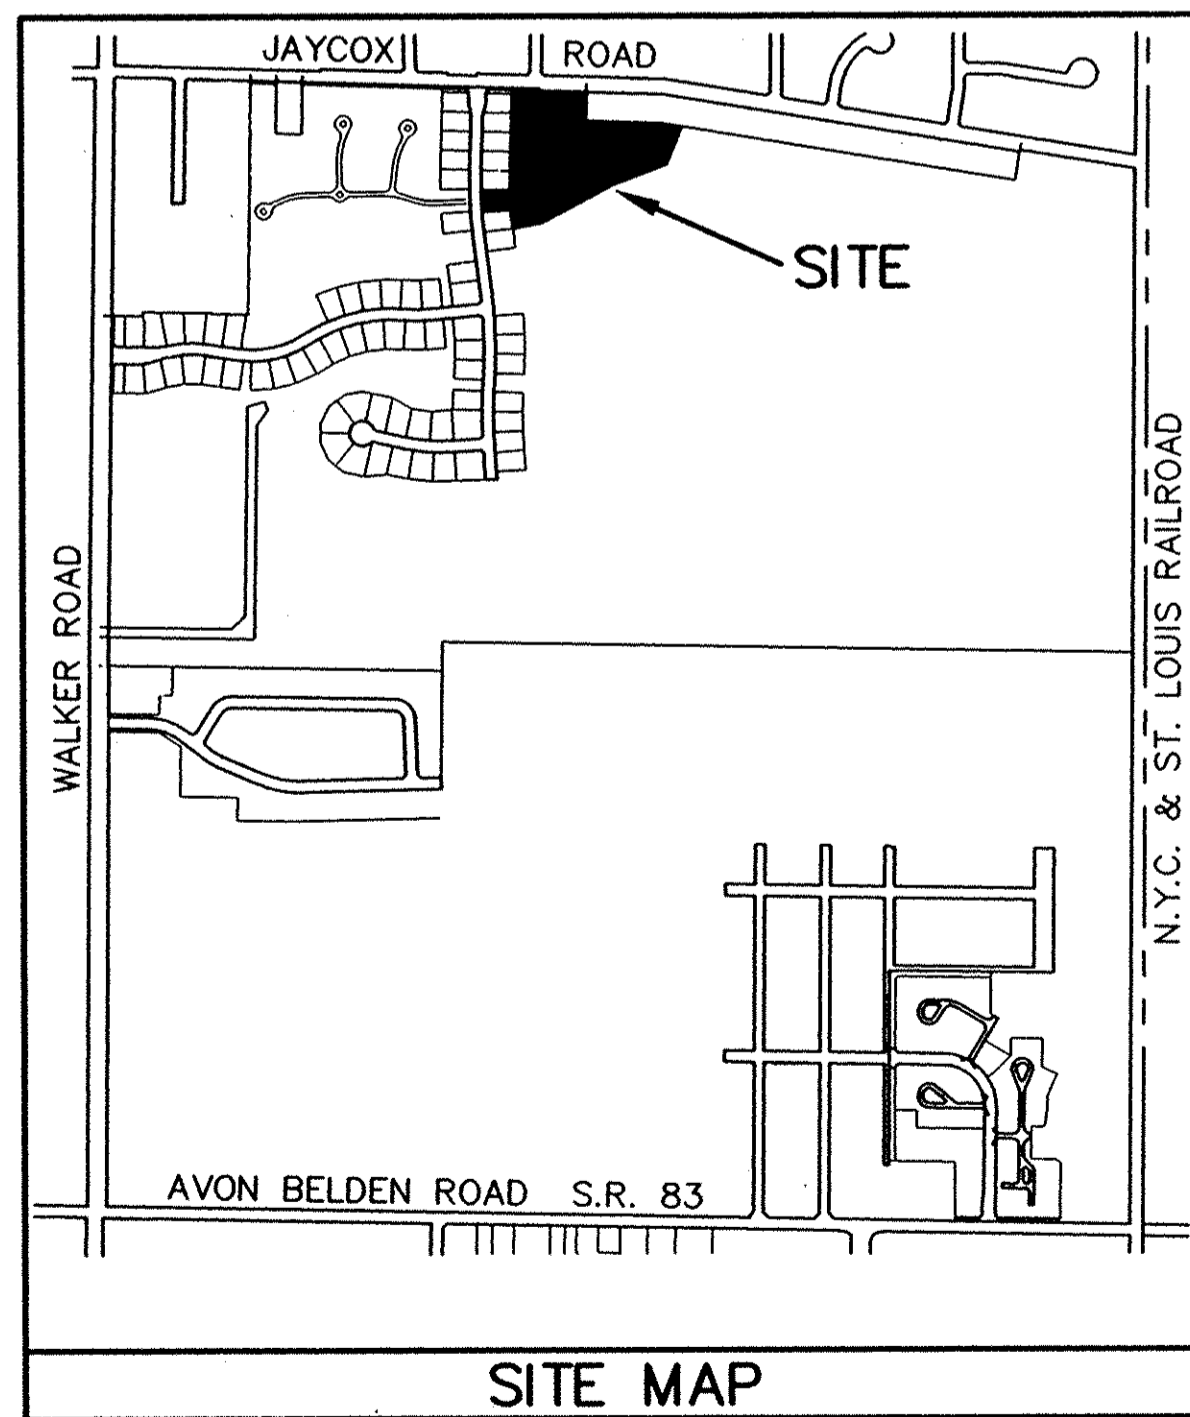 JAYCOX ROAD
SITE
WALKER ROAD
N.Y.C. & ST. LOUIS RAILROAD
AVON BELDEN ROAD S.R. 83
SITE MAP